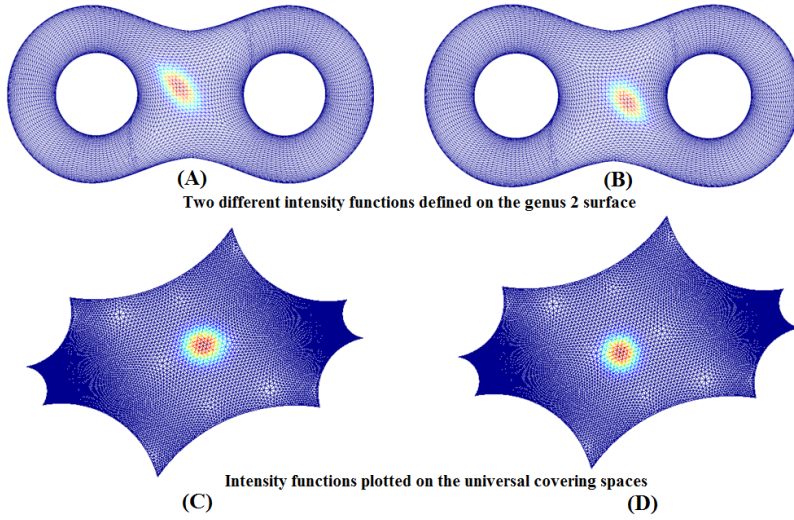 (A)
(B)
Two different intensity functions defined on the genus 2 surface
Intensity functions plotted on the universal covering spaces
(C)
(D)